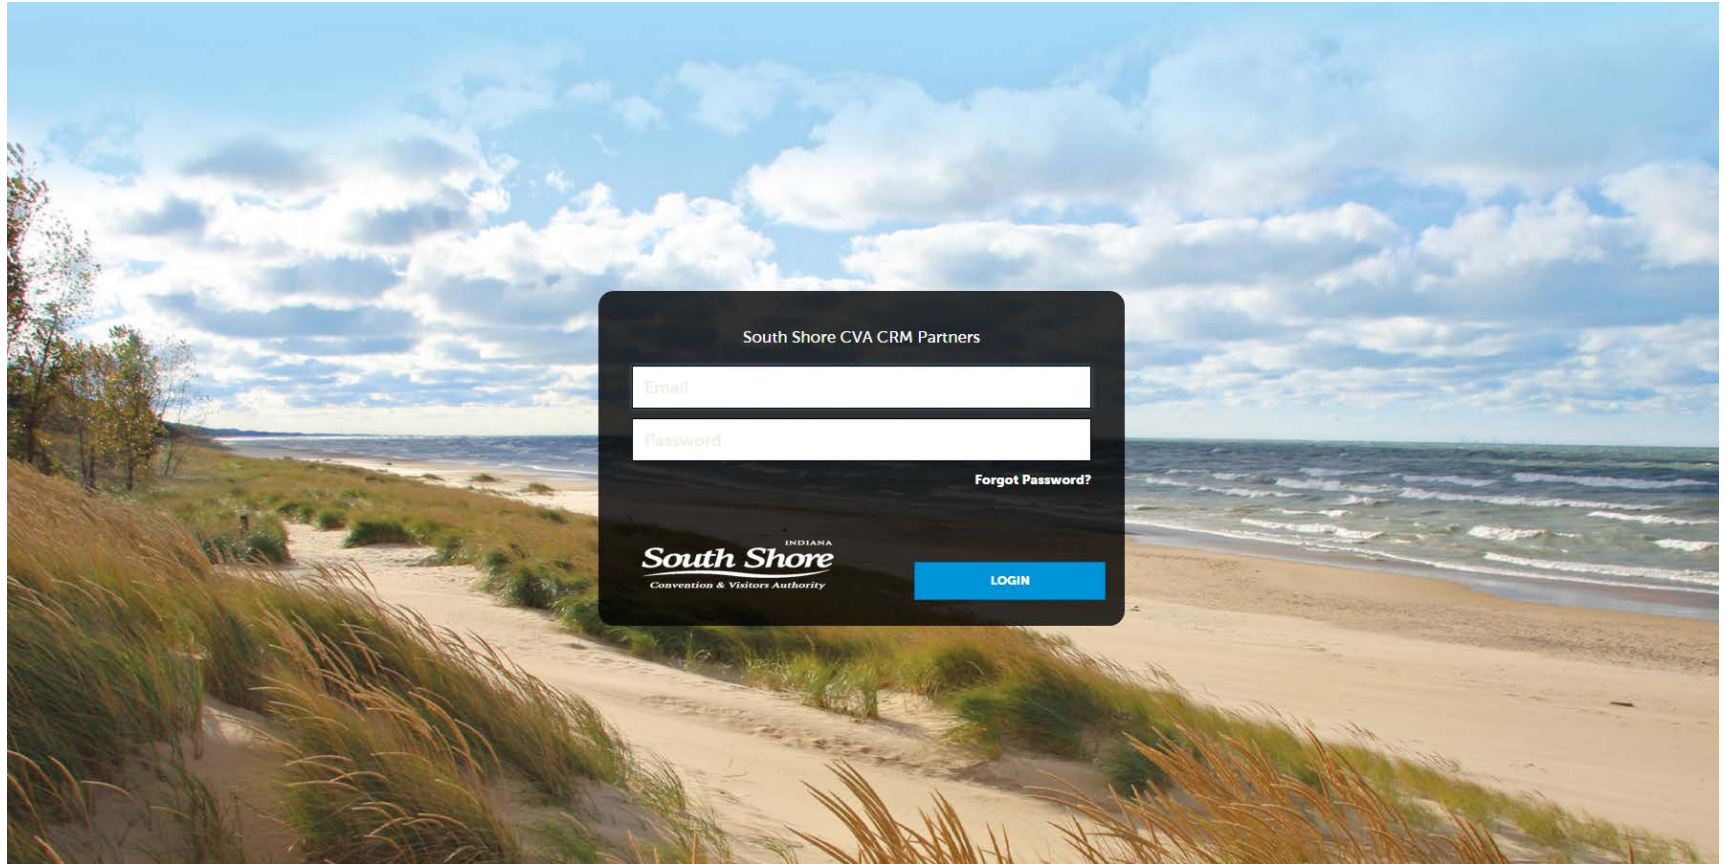 South Shore CVA CRM Partners
Email
Password
Forgot Password?
INDIANA
South Shore
Convention & Visitors Authority
LOGIN